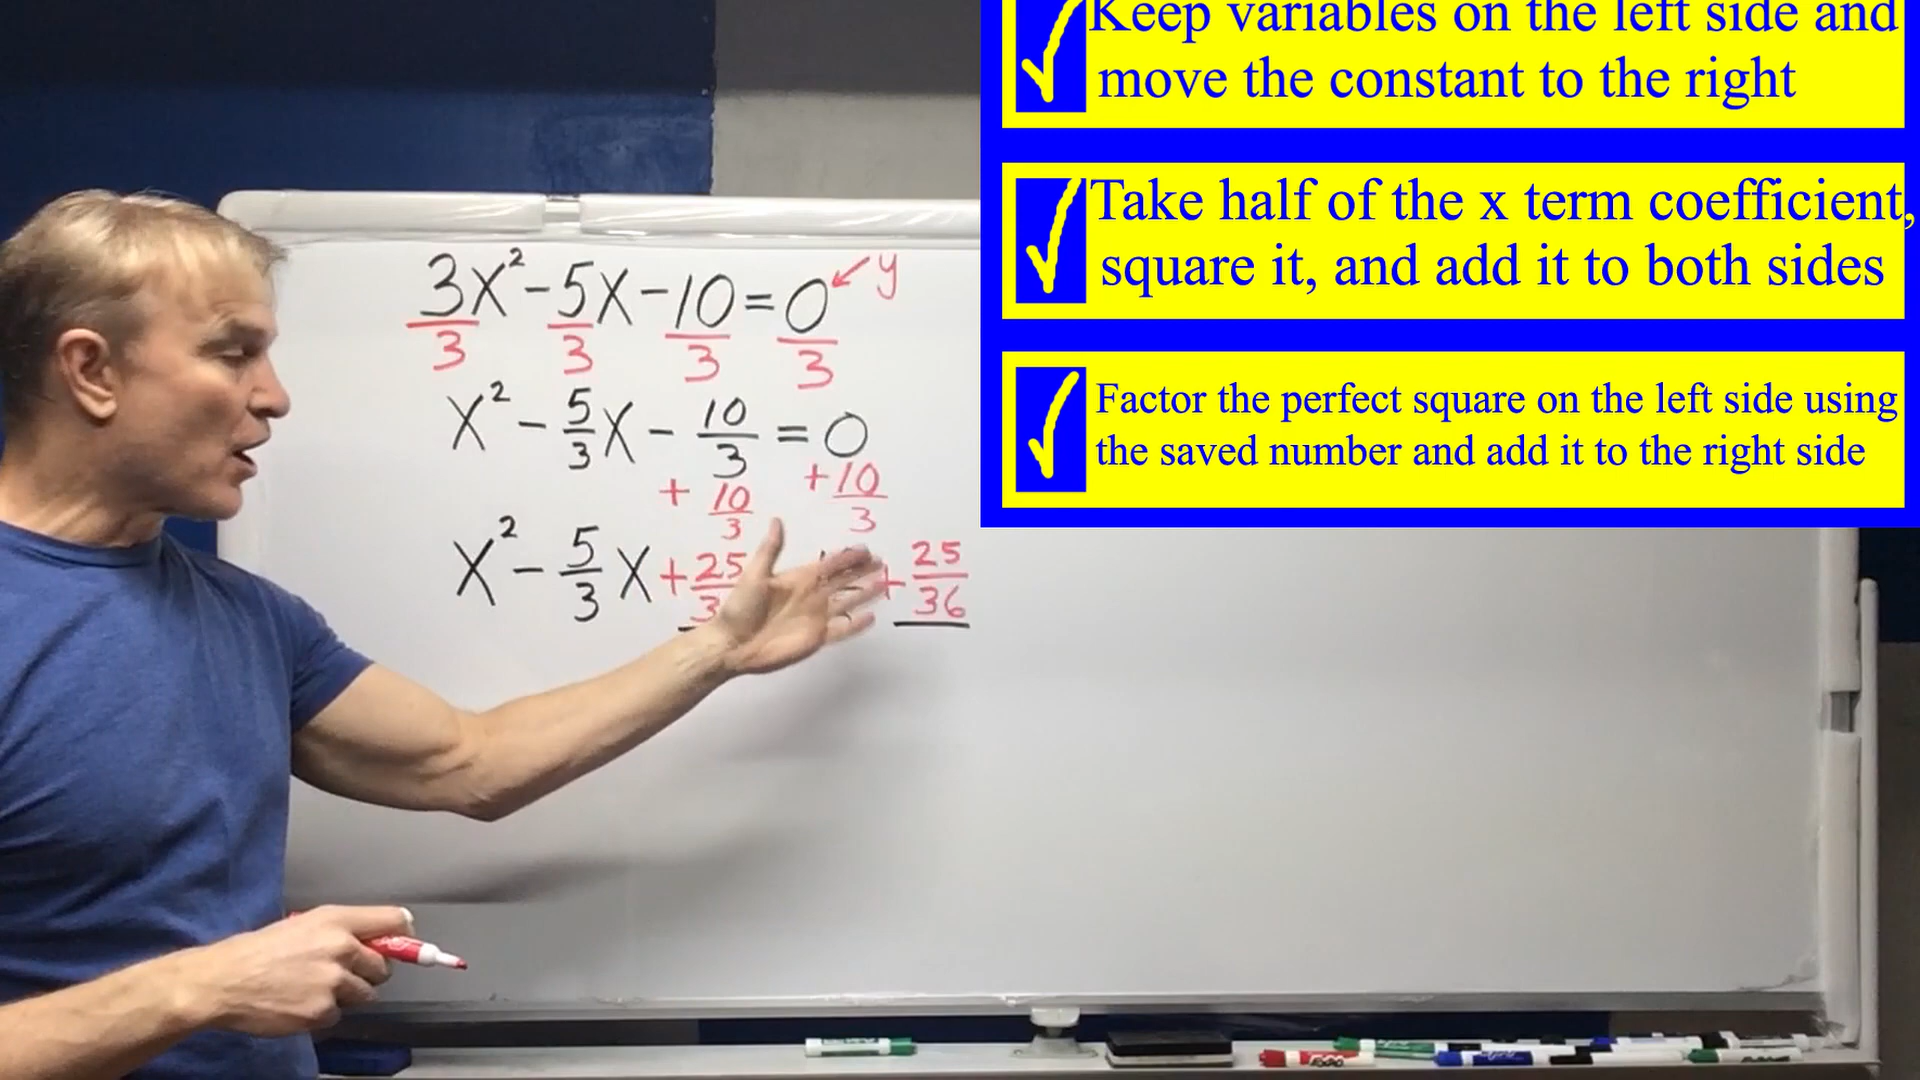 Keep variables on the left side and
move the constant to the right
Take half of the x term coefficient,
square it, and add it to both sides
Factor the perfect square on the left side using
the saved number and add it to the right side
3x² - 5x - 10 = 0 ← y
3 3 3 3
x² - 5/3 x - 10/3 = 0
+ 10/3 + 10/3
x² - 5/3 x + 25/3 + 25/36